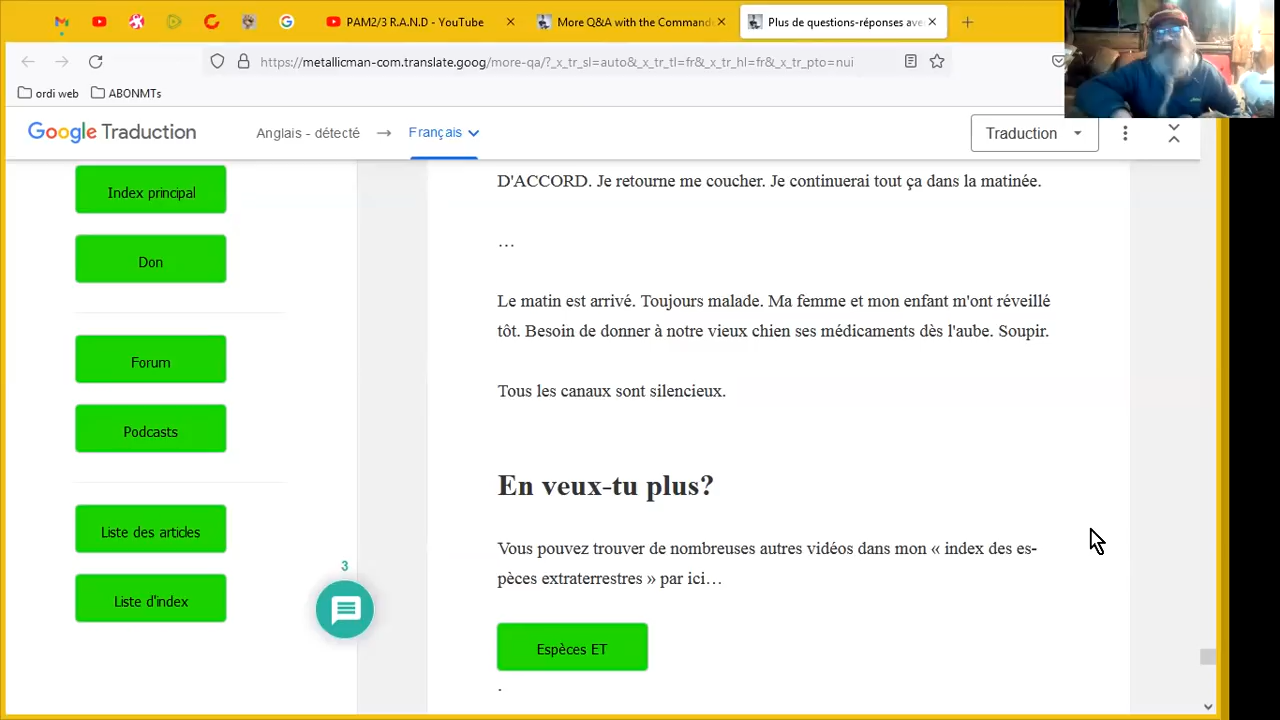 PAM2/3 R.A.N.D - YouTube
More Q&A with the Command
Plus de questions-réponses ave
https://metallicman-com.translate.goog/more-qa/?_x_tr_sl=auto&_x_tr_tl=fr&_x_tr_hl=fr&_x_tr_pto=nui
ordi web
ABONMTs
Google Traduction
Anglais - détecté
Français
Traduction
Index principal
Don
Forum
Podcasts
Liste des articles
Liste d'index
3
D'ACCORD. Je retourne me coucher. Je continuerai tout ça dans la matinée.
…
Le matin est arrivé. Toujours malade. Ma femme et mon enfant m'ont réveillé
tôt. Besoin de donner à notre vieux chien ses médicaments dès l'aube. Soupir.
Tous les canaux sont silencieux.
En veux-tu plus?
Vous pouvez trouver de nombreuses autres vidéos dans mon « index des es-
pèces extraterrestres » par ici…
Espèces ET
.